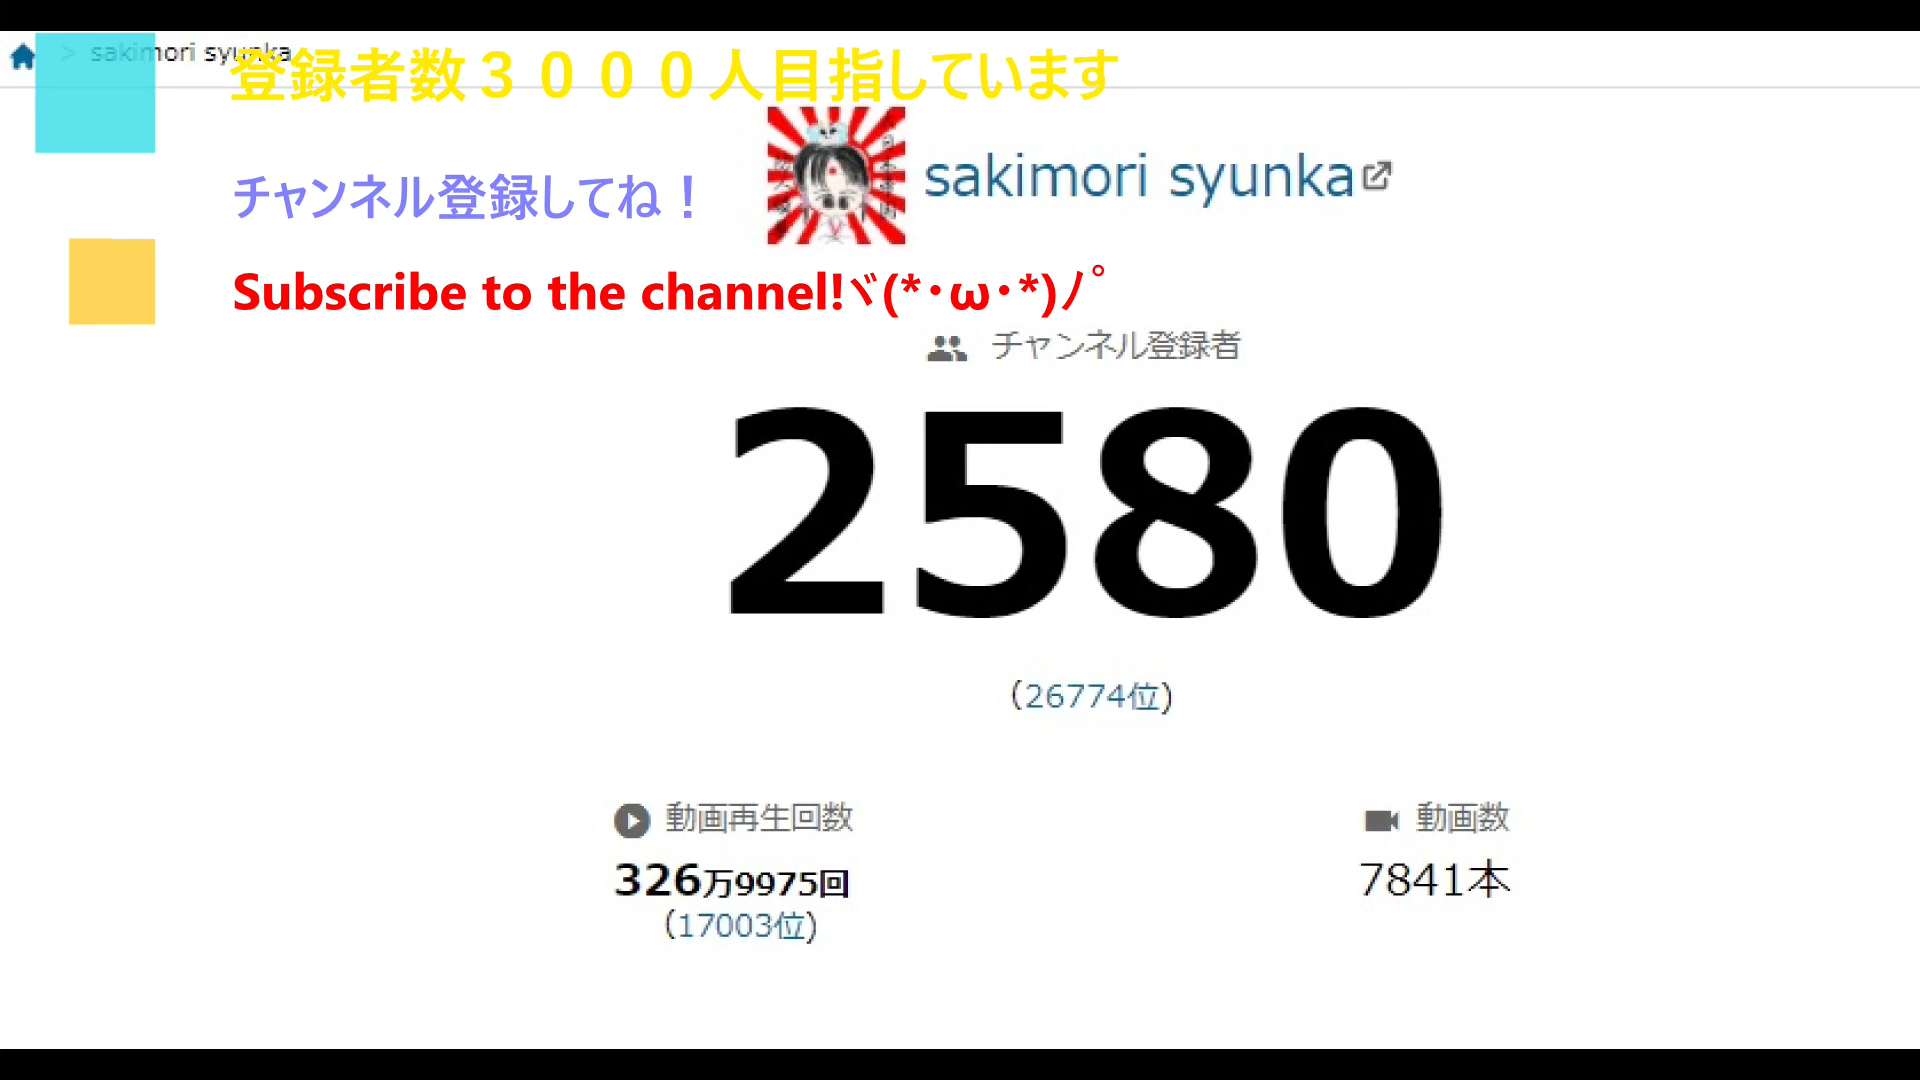 > sakimori syunka
登録者数３０００人目指しています
sakimori syunka
チャンネル登録してね！
Subscribe to the channel!ヾ(*･ω･*)ﾉﾟ
チャンネル登録者
2580
(26774位)
動画再生回数
動画数
326万9975回
7841本
(17003位)